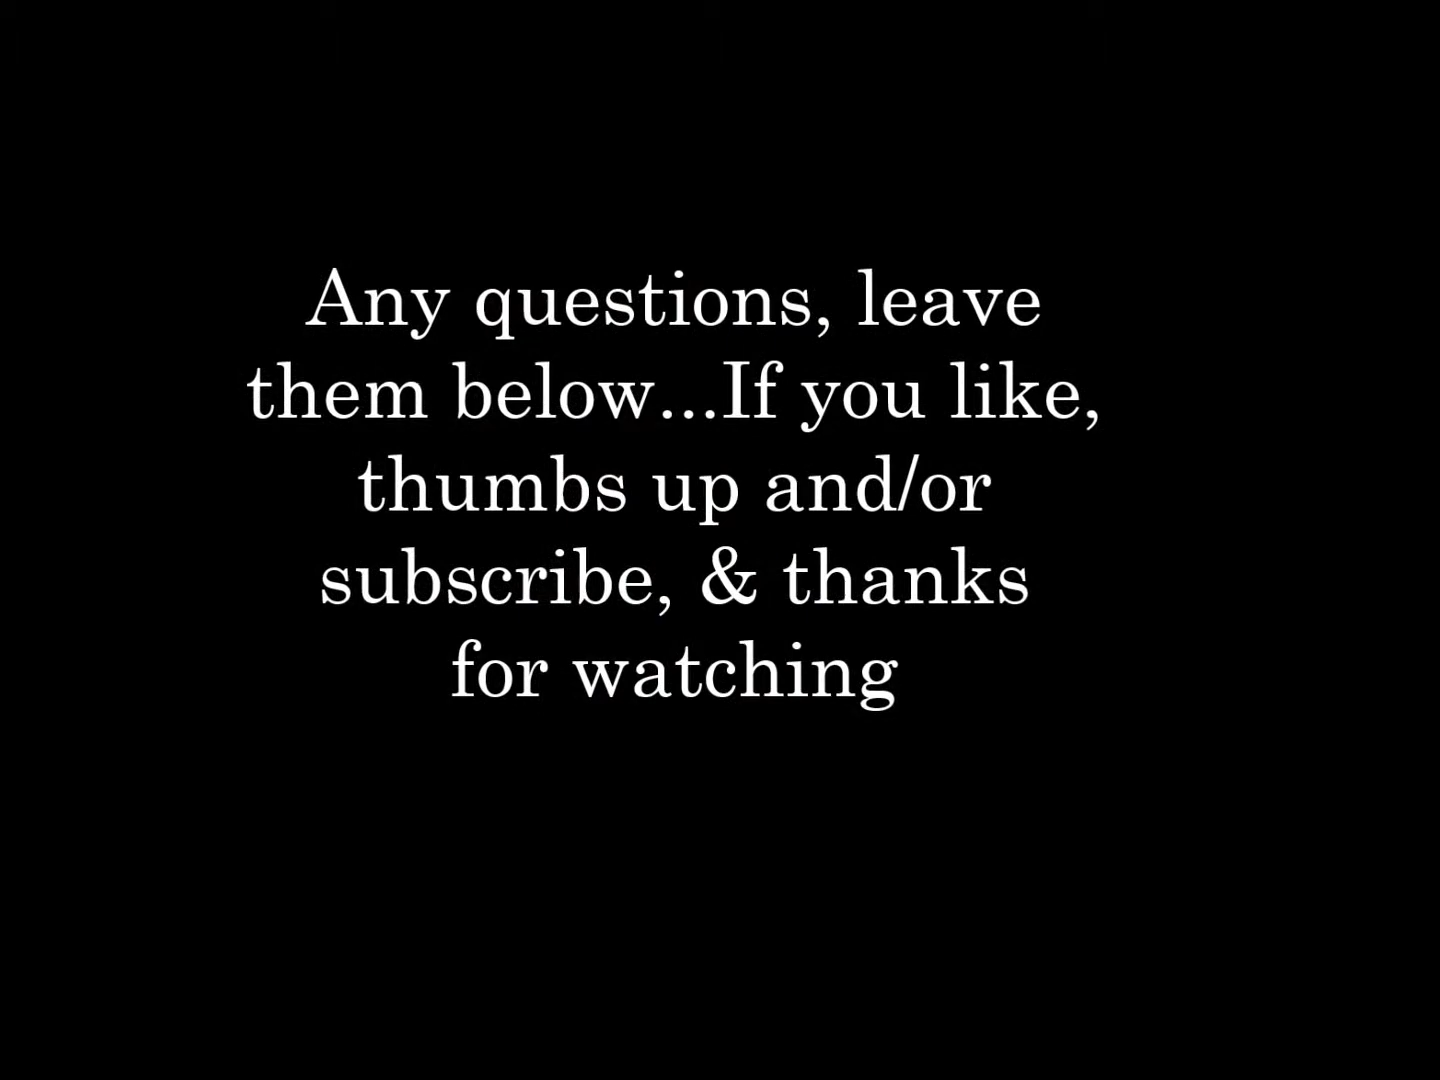 Any questions, leave
them below...If you like,
thumbs up and/or
subscribe, & thanks
for watching